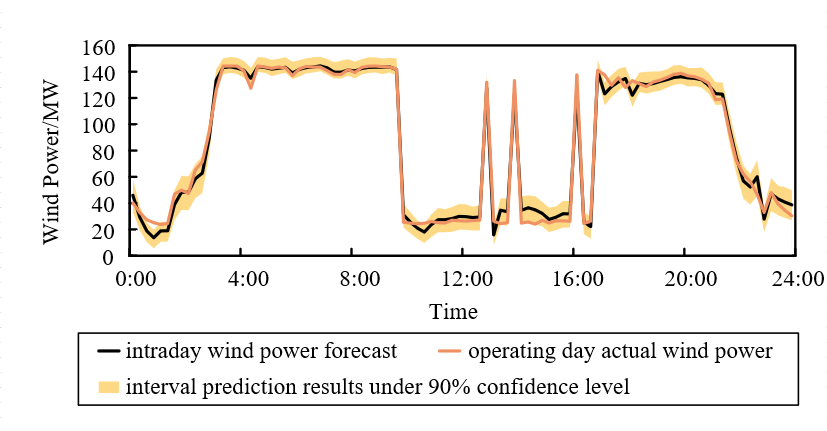 160
140
120
100
80
60
40
20
0
Wind Power/MW
0:00 4:00 8:00 12:00 16:00 20:00 24:00
Time
intraday wind power forecast operating day actual wind power
interval prediction results under 90% confidence level